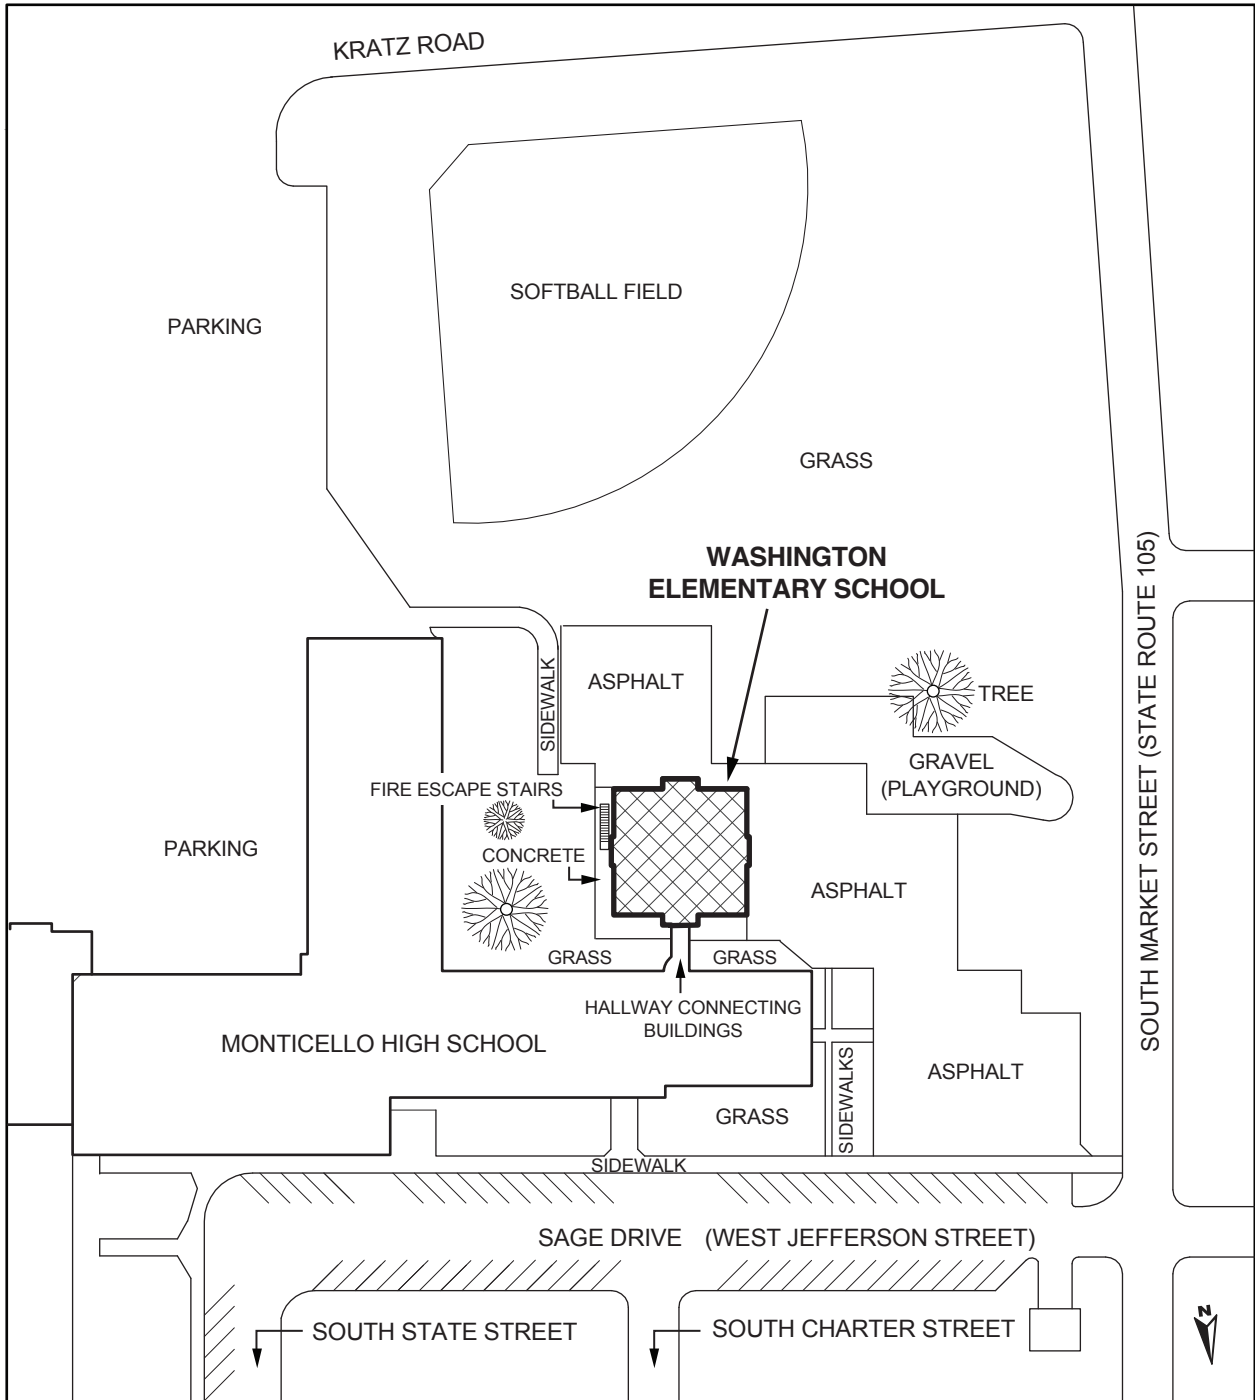 KRATZ ROAD
SOFTBALL FIELD
PARKING
GRASS
WASHINGTON
ELEMENTARY SCHOOL
SOUTH MARKET STREET (STATE ROUTE 105)
ASPHALT
SIDEWALK
TREE
GRAVEL
(PLAYGROUND)
FIRE ESCAPE STAIRS
PARKING
CONCRETE
ASPHALT
GRASS
GRASS
HALLWAY CONNECTING
BUILDINGS
MONTICELLO HIGH SCHOOL
ASPHALT
SIDEWALKS
GRASS
SIDEWALK
SAGE DRIVE (WEST JEFFERSON STREET)
SOUTH STATE STREET
SOUTH CHARTER STREET
N